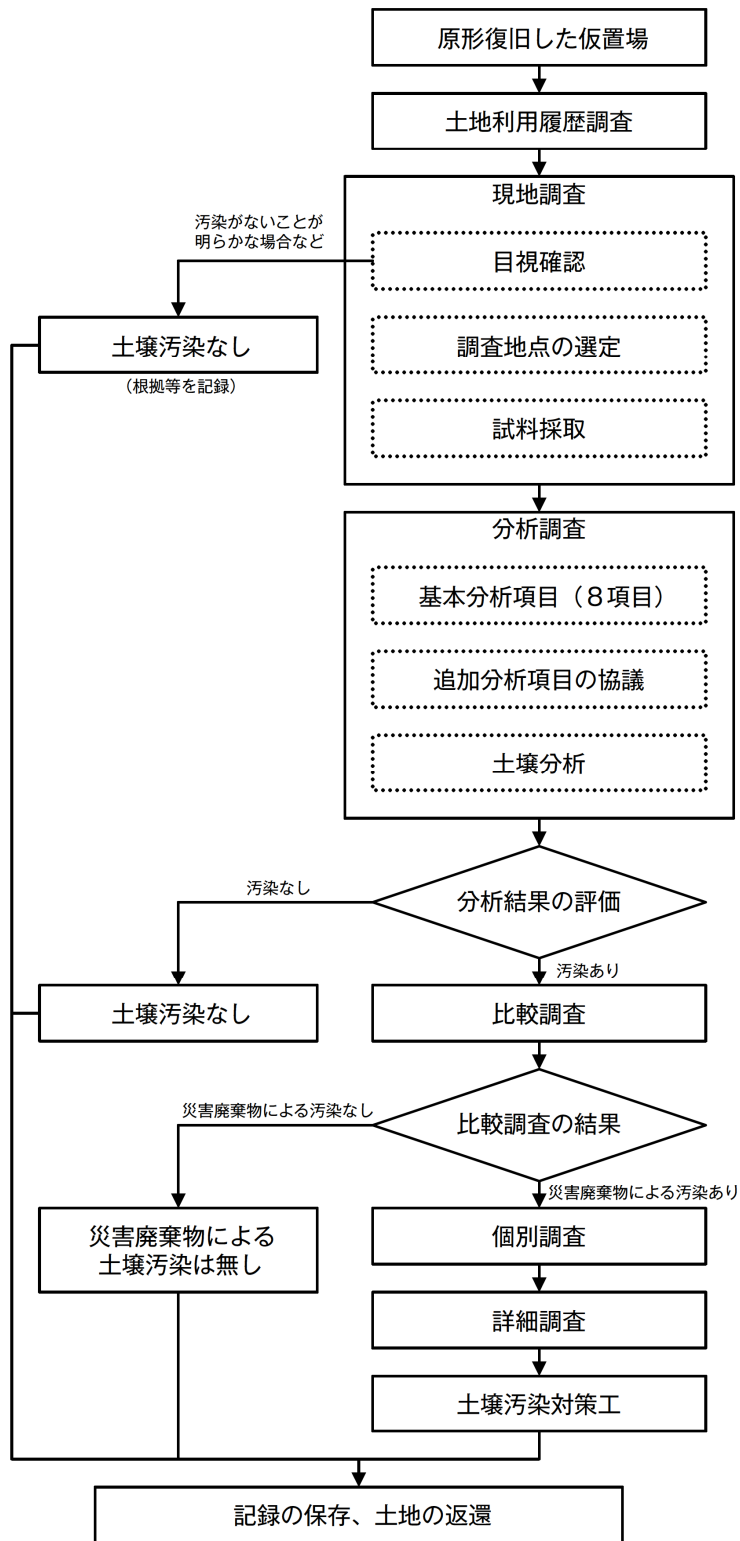 原形復旧した仮置場
土地利用履歴調査
現地調査
汚染がないことが
明らかな場合など
目視確認
土壌汚染なし
（根拠等を記録）
調査地点の選定
試料採取
分析調査
基本分析項目（８項目）
追加分析項目の協議
土壌分析
分析結果の評価
汚染なし
汚染あり
土壌汚染なし
比較調査
災害廃棄物による汚染なし
比較調査の結果
災害廃棄物による汚染あり
災害廃棄物による
土壌汚染は無し
個別調査
詳細調査
土壌汚染対策工
記録の保存、土地の返還